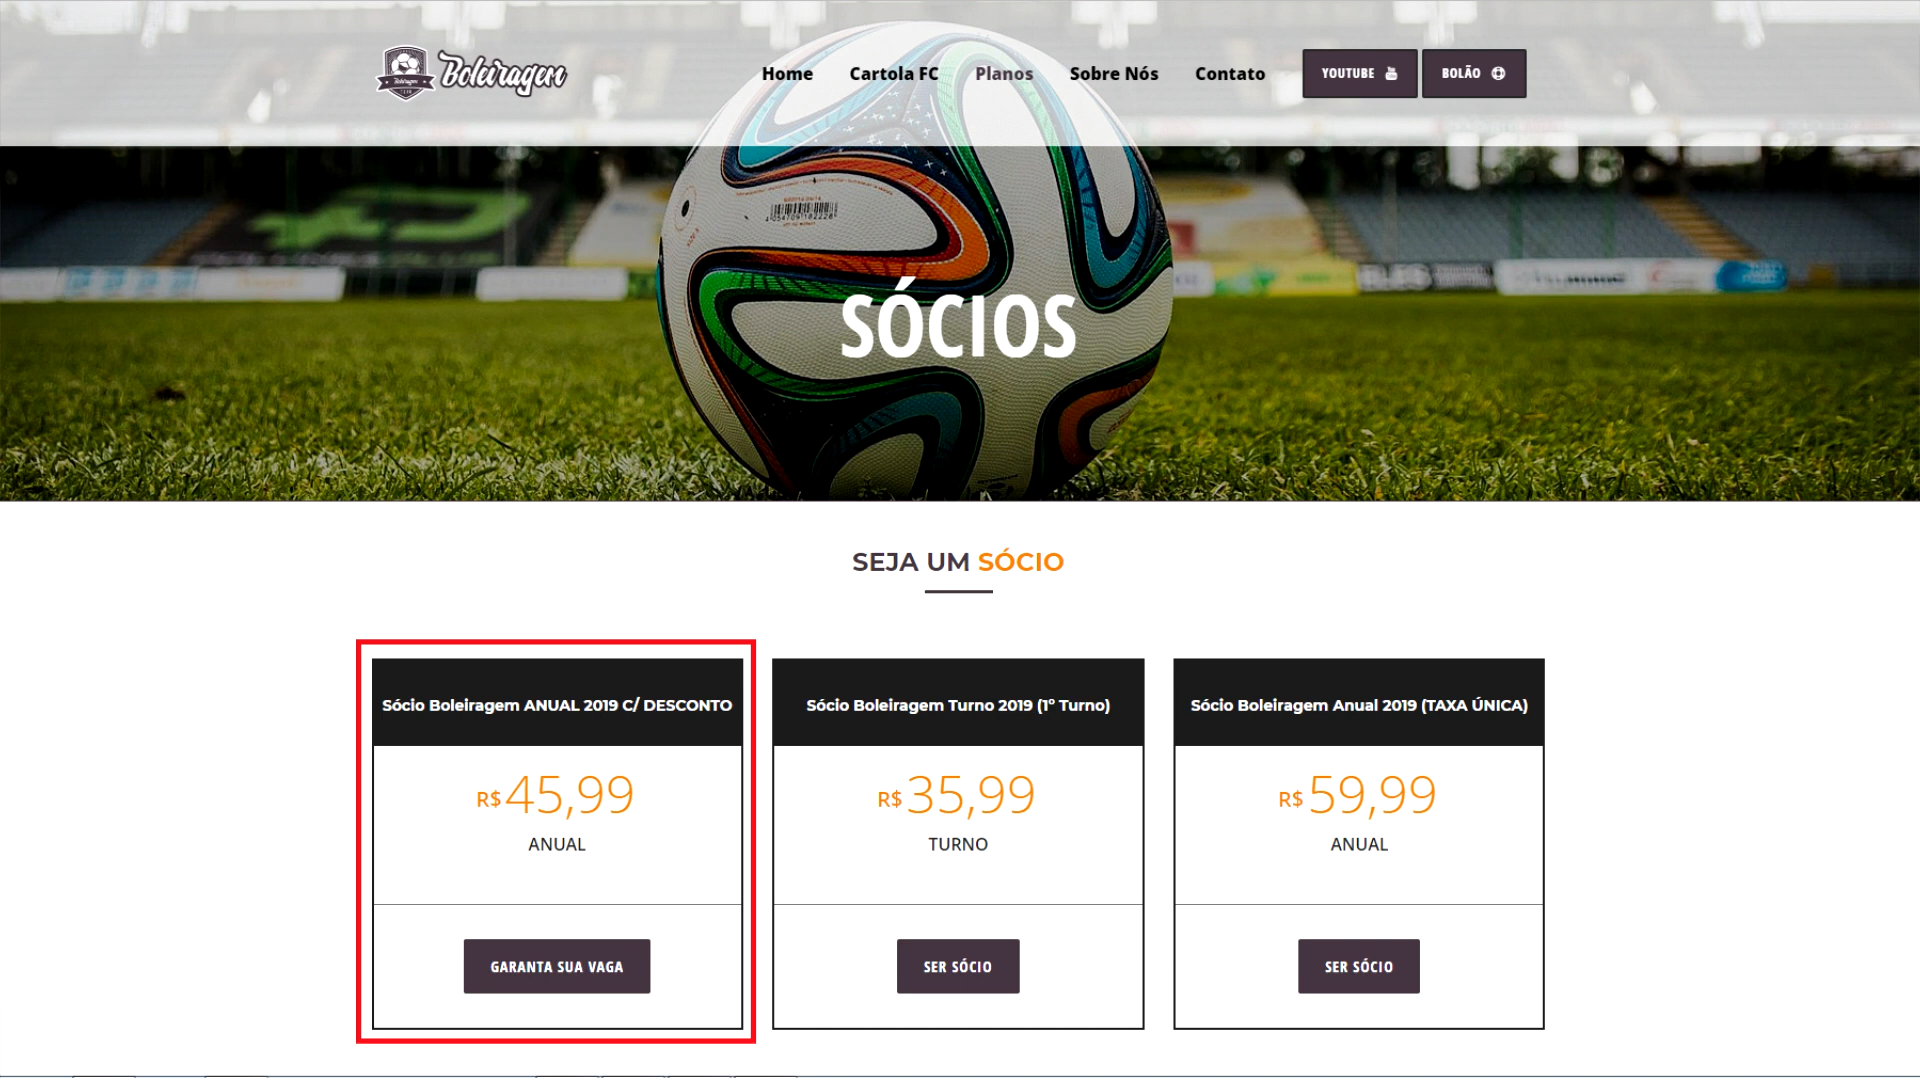 Boleiragem
Home Cartola FC Planos Sobre Nós Contato YOUTUBE BOLÃO
4054709182228
SÓCIOS
SEJA UM SÓCIO
Sócio Boleiragem ANUAL 2019 C/ DESCONTO
R$ 45,99
ANUAL
GARANTA SUA VAGA
Sócio Boleiragem Turno 2019 (1º Turno)
R$ 35,99
TURNO
SER SÓCIO
Sócio Boleiragem Anual 2019 (TAXA ÚNICA)
R$ 59,99
ANUAL
SER SÓCIO